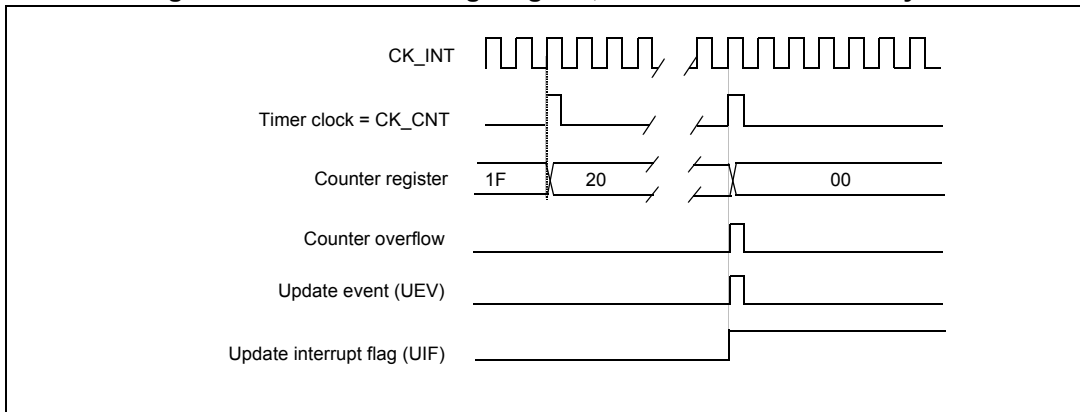 CK_INT
Timer clock = CK_CNT
Counter register 1F 20 00
Counter overflow
Update event (UEV)
Update interrupt flag (UIF)